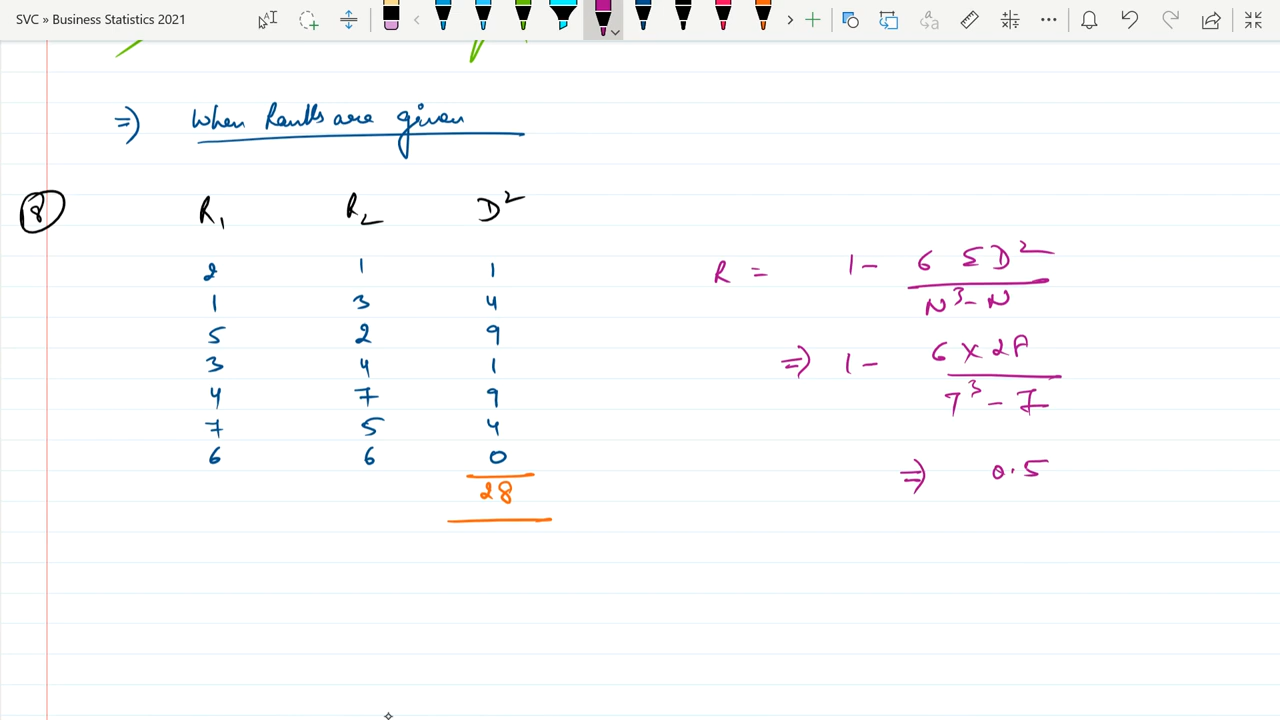 SVC » Business Statistics 2021
⇒ When Ranks are given
18
R₁ R₂ D²
2 1 1
1 3 4
5 2 9
3 4 1
4 7 9
7 5 4
6 6 0
28
R = 1 - 6 ΣD² / N³ - N
⇒ 1 - 6 × 28 / 7³ - 7
⇒ 0.5